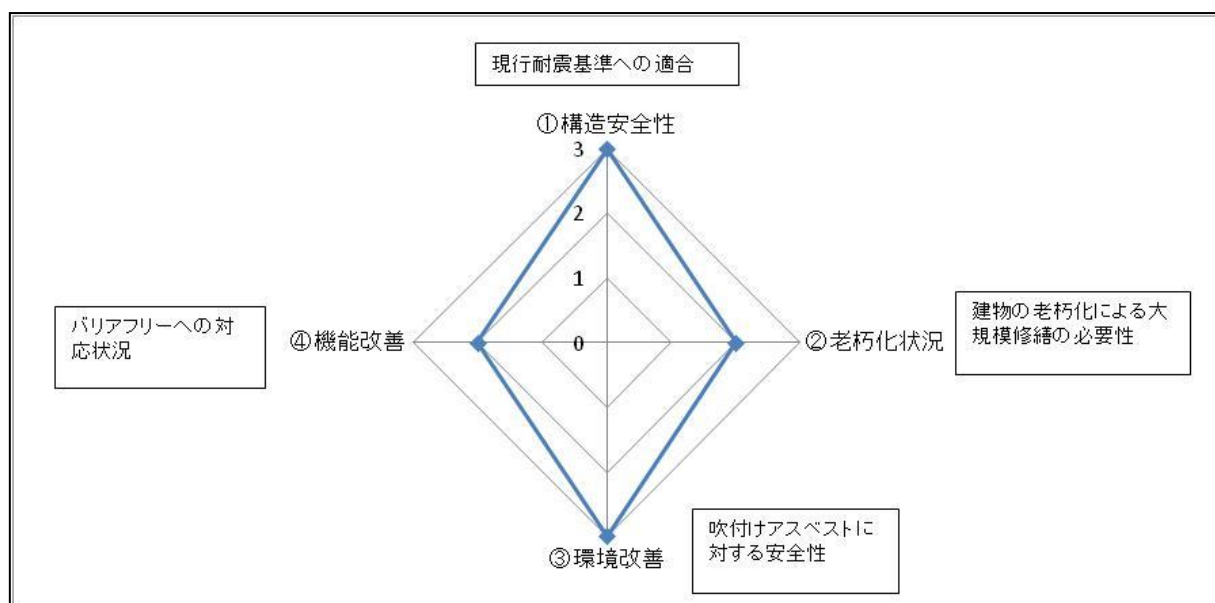 現行耐震基準への適合
①構造安全性
3
2
1
0
バリアフリーへの対
応状況
④機能改善
②老朽化状況
建物の老朽化による大
規模修繕の必要性
③環境改善
吹付けアスベストに
対する安全性